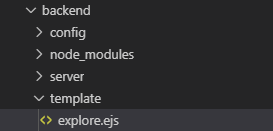 backend
config
node_modules
server
template
explore.ejs